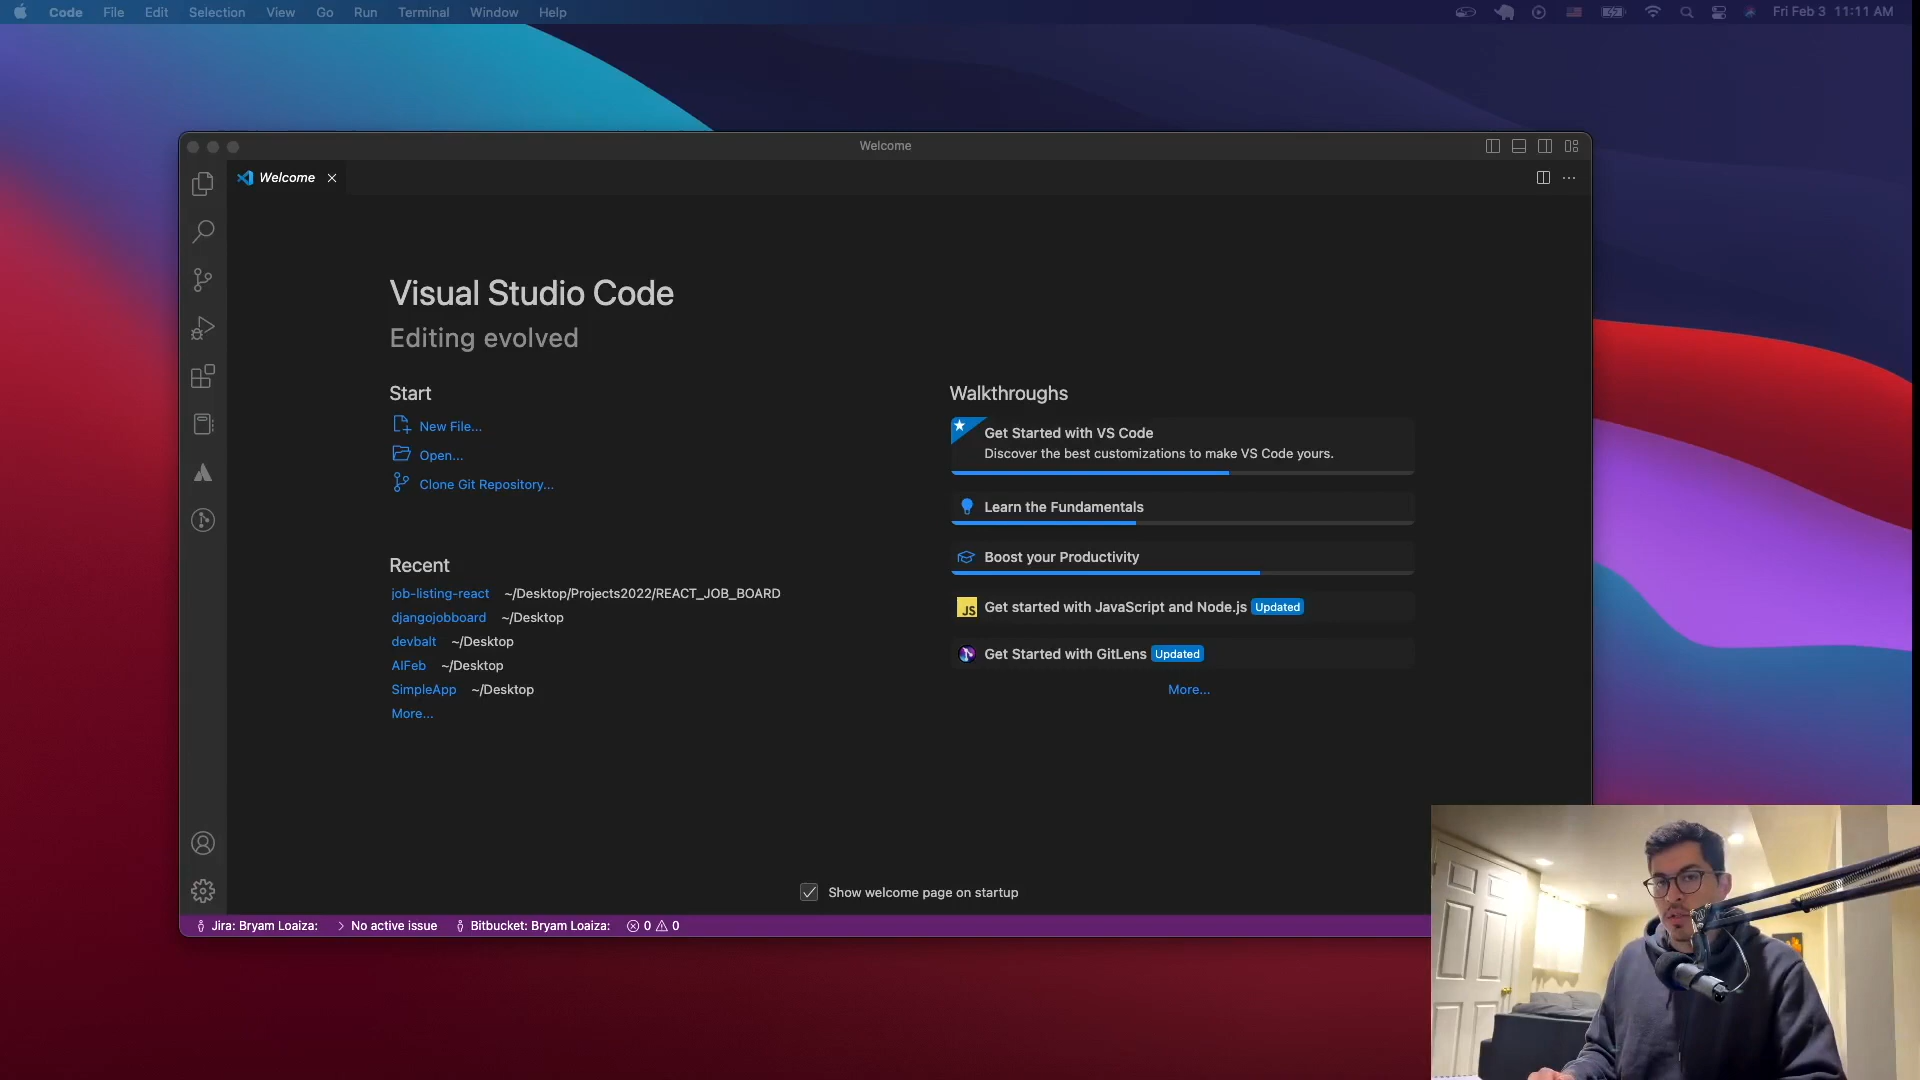 Code File Edit Selection View Go Run Terminal Window Help Fri Feb 3 11:11 AM
Welcome
Welcome
Visual Studio Code
Editing evolved
Start
New File...
Open...
Clone Git Repository...
Recent
job-listing-react ~/Desktop/Projects2022/REACT_JOB_BOARD
djangojobboard ~/Desktop
devbalt ~/Desktop
AIFeb ~/Desktop
SimpleApp ~/Desktop
More...
Walkthroughs
Get Started with VS Code
Discover the best customizations to make VS Code yours.
Learn the Fundamentals
Boost your Productivity
JS Get started with JavaScript and Node.js Updated
Get Started with GitLens Updated
More...
Show welcome page on startup
Jira: Bryam Loaiza: No active issue Bitbucket: Bryam Loaiza: 0 0